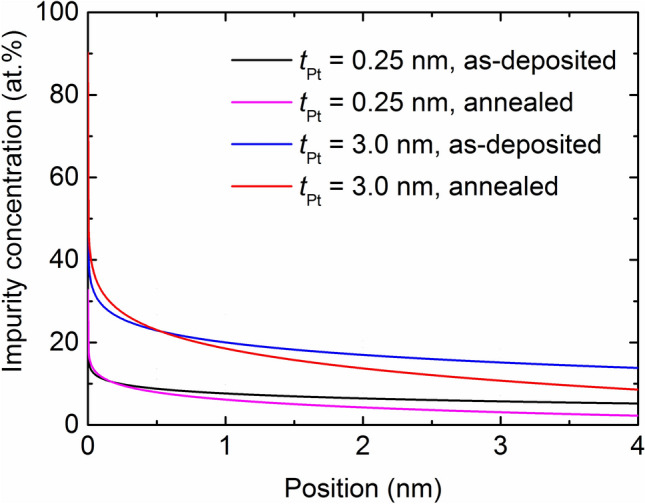 100
80
60
40
20
0
Impurity concentration (at.%)
tPt = 0.25 nm, as-deposited
tPt = 0.25 nm, annealed
tPt = 3.0 nm, as-deposited
tPt = 3.0 nm, annealed
0 1 2 3 4
Position (nm)